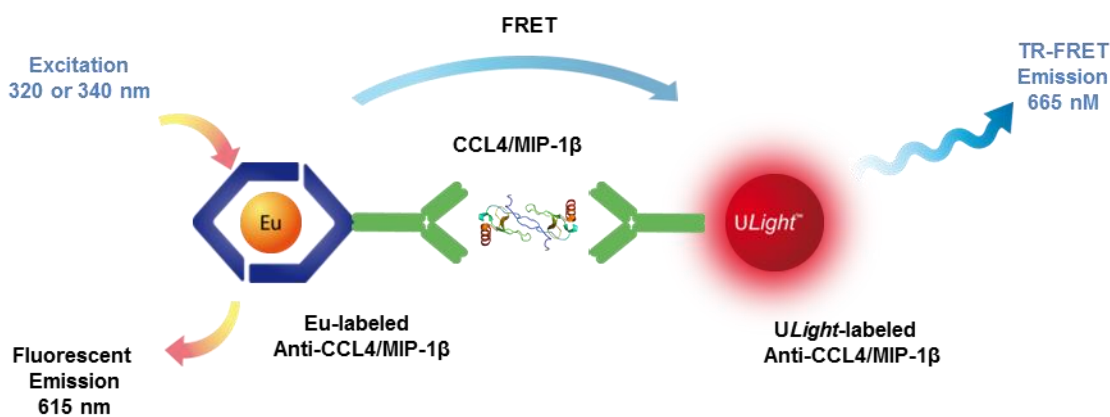 FRET
Excitation
320 or 340 nm
TR-FRET
Emission
665 nM
CCL4/MIP-1β
Eu
ULight™
Eu-labeled
Anti-CCL4/MIP-1β
ULight-labeled
Anti-CCL4/MIP-1β
Fluorescent
Emission
615 nm